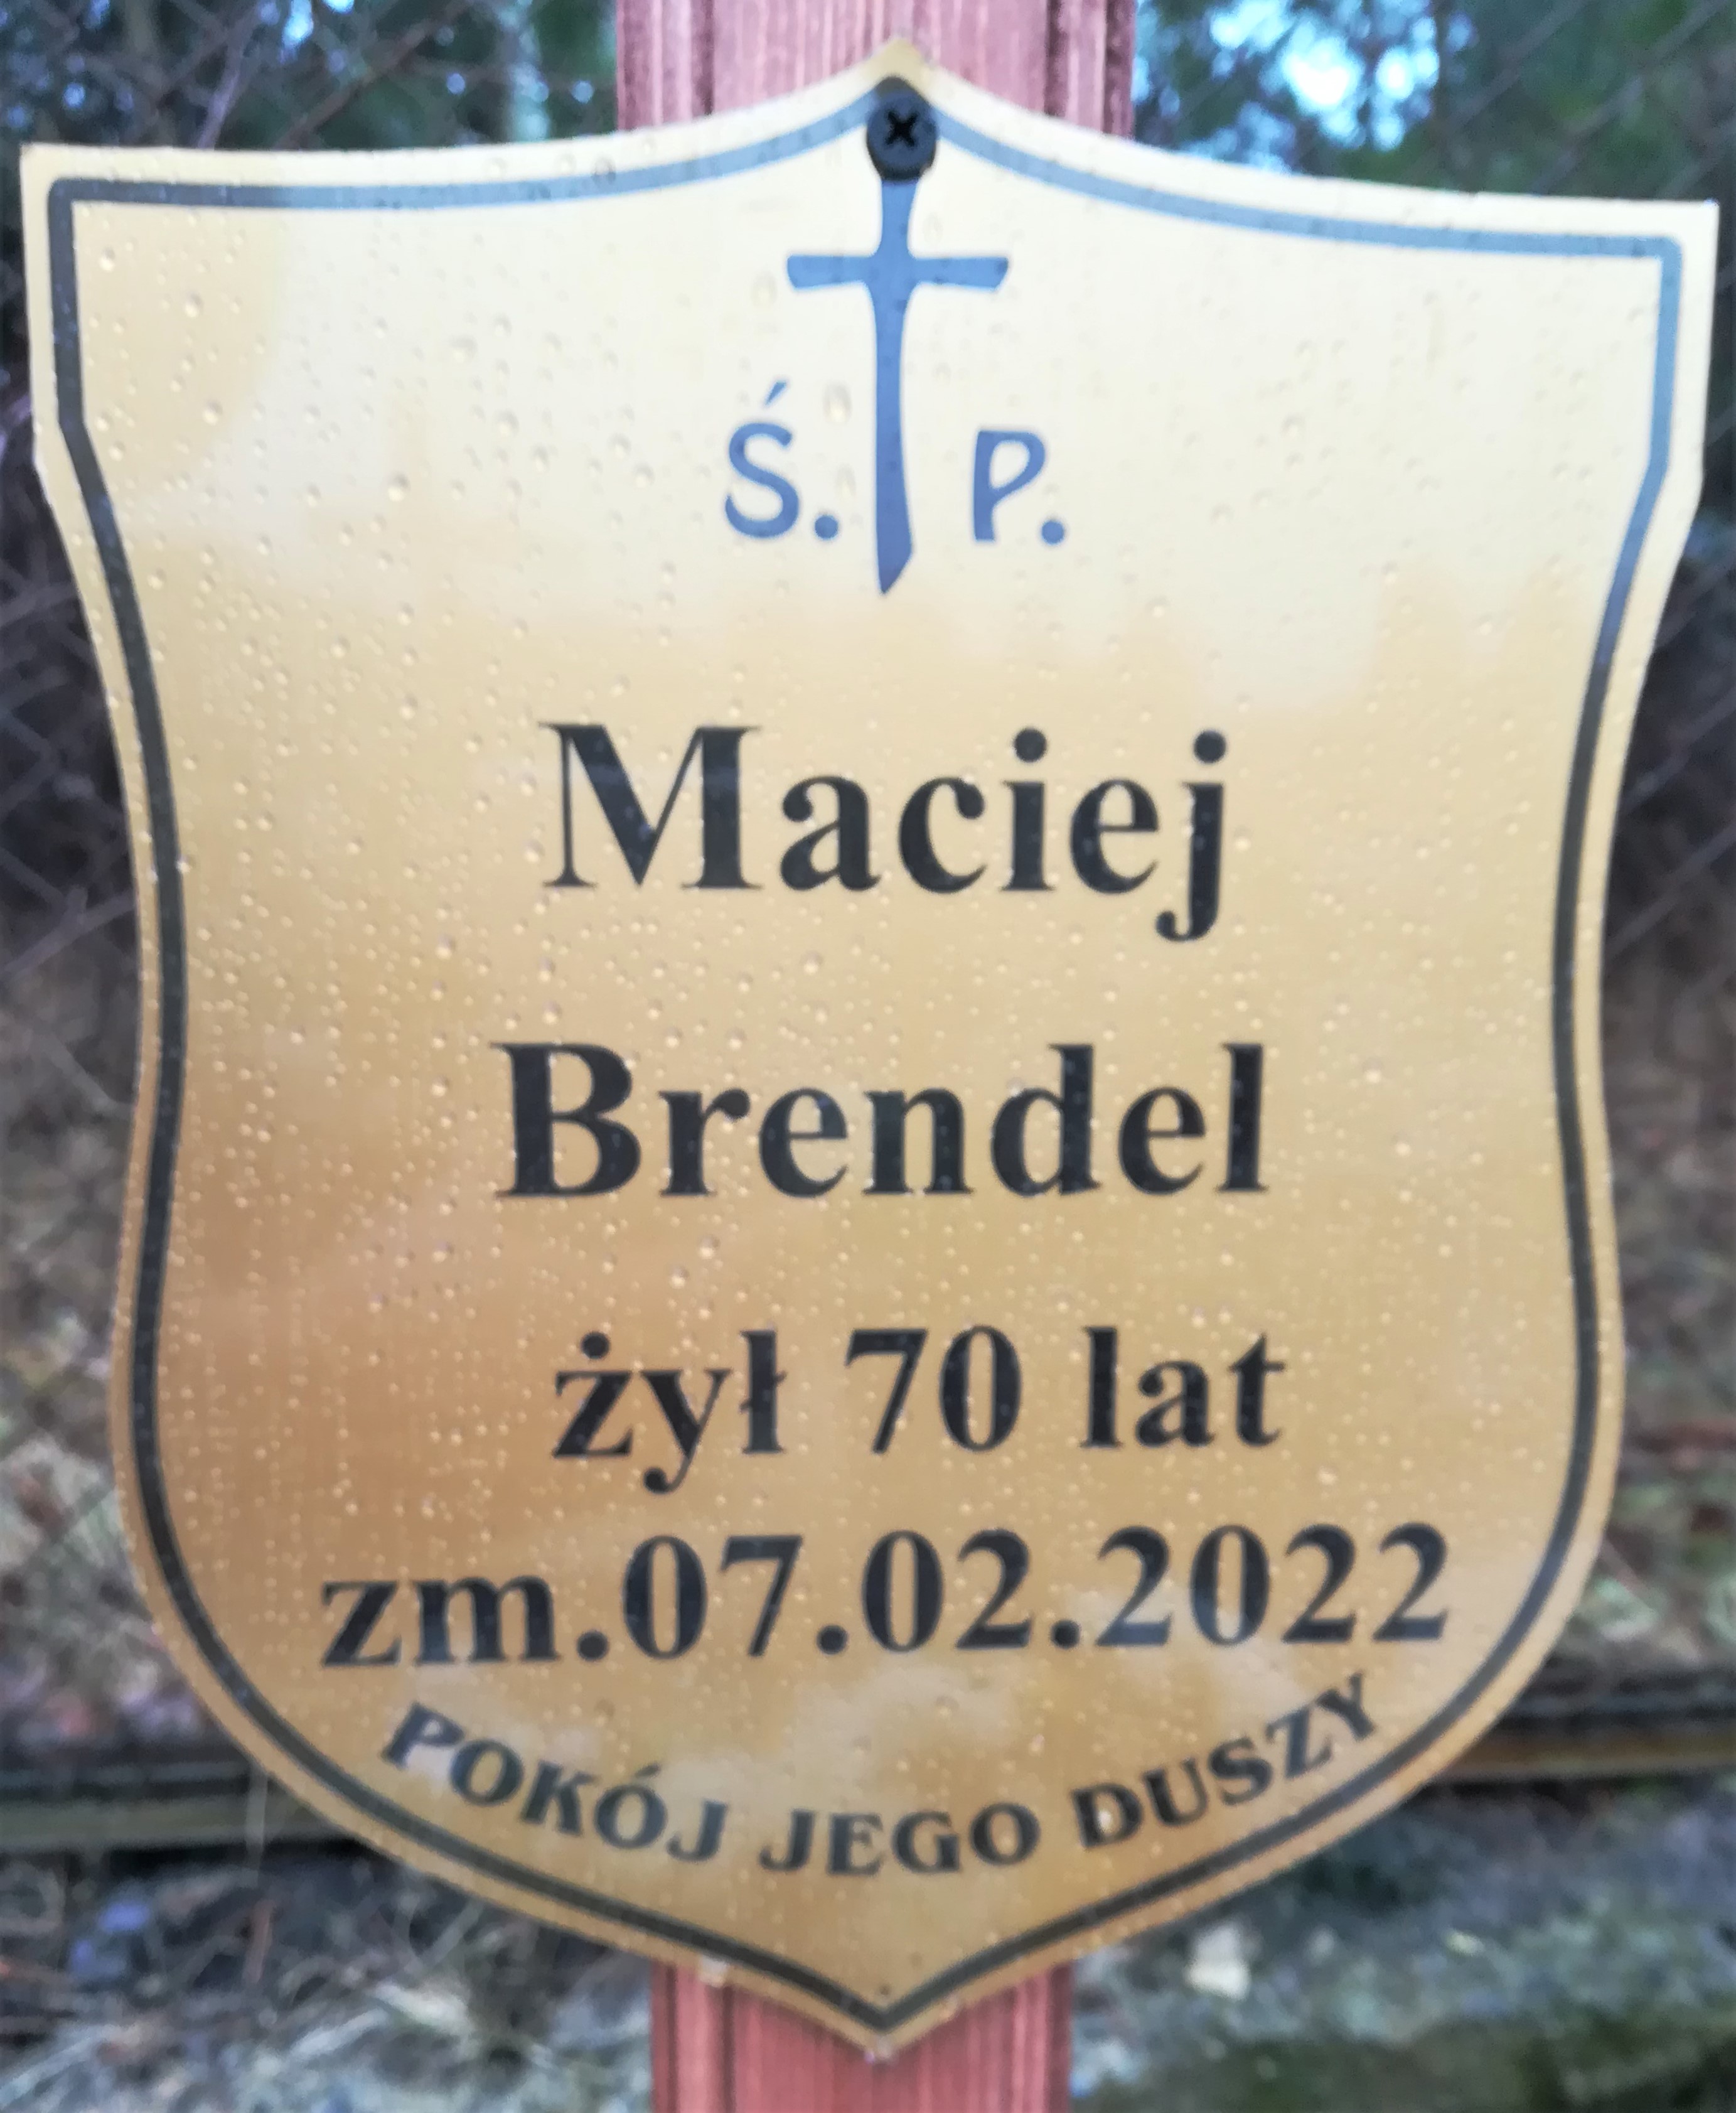 Ś. P.
Maciej
Brendel
żył 70 lat
zm.07.02.2022
POKÓJ JEGO DUSZY